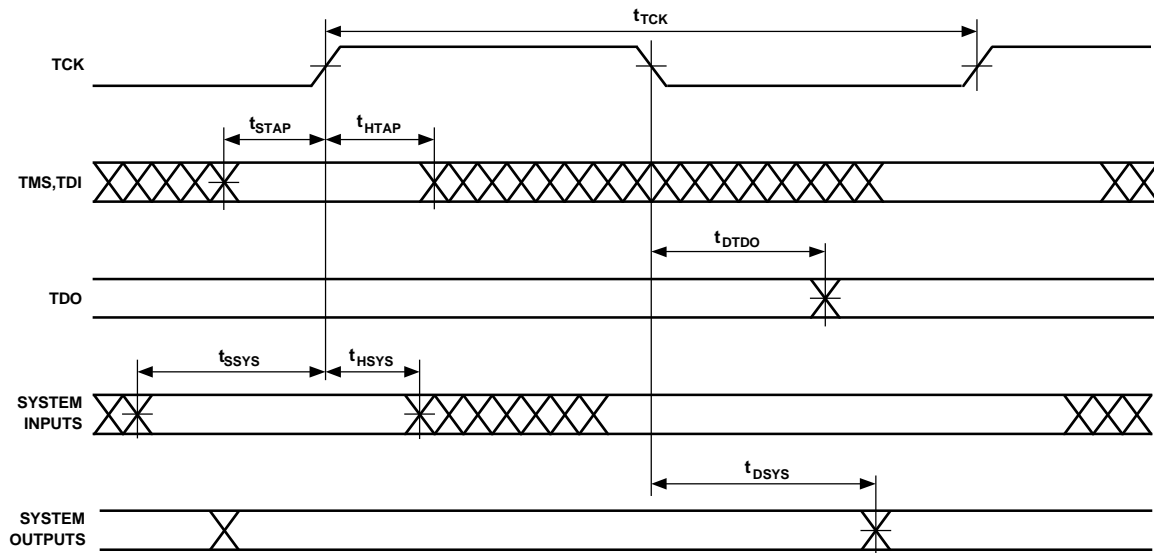 tTCK
TCK
tSTAP
tHTAP
TMS,TDI
tDTDO
TDO
tSSYS
tHSYS
SYSTEM
INPUTS
tDSYS
SYSTEM
OUTPUTS